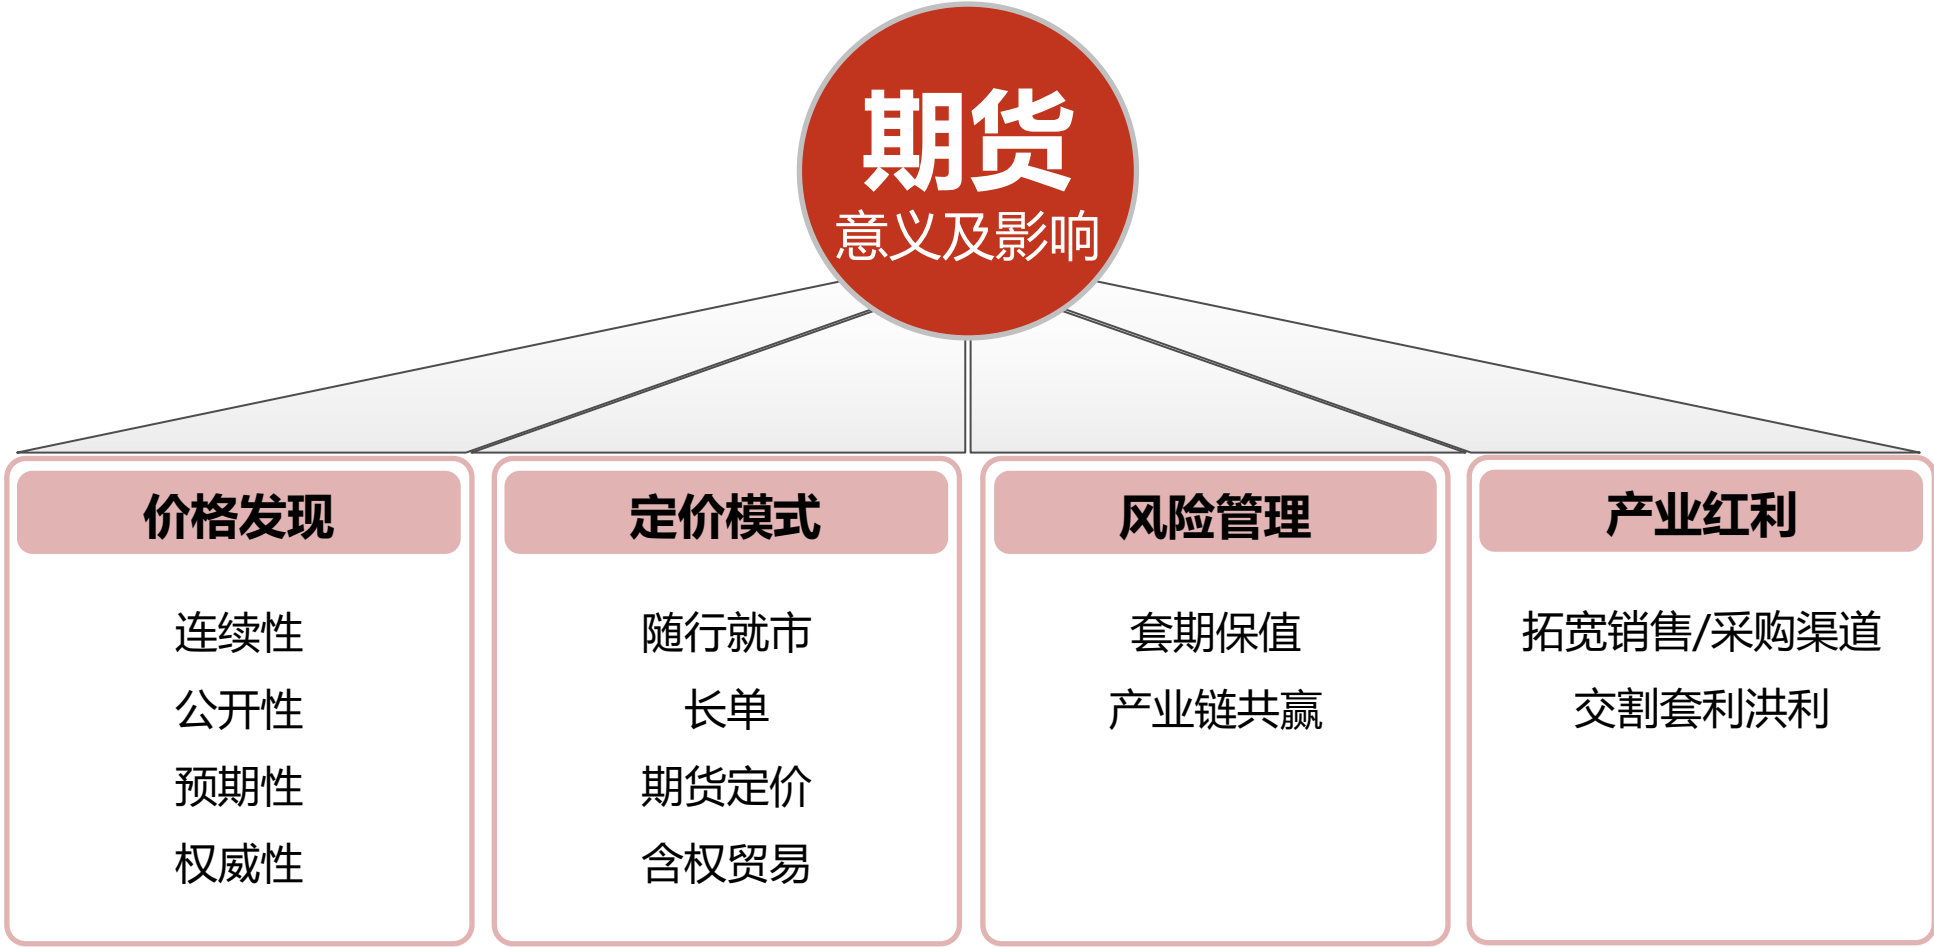 期货
意义及影响
价格发现
连续性
公开性
预期性
权威性
定价模式
随行就市
长单
期货定价
含权贸易
风险管理
套期保值
产业链共赢
产业红利
拓宽销售/采购渠道
交割套利洪利